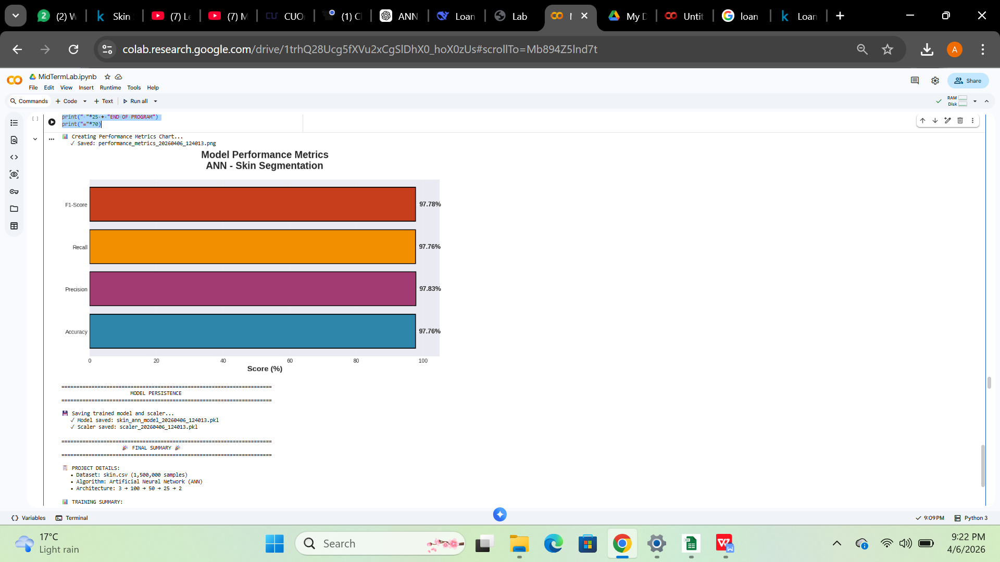 2
(2) W
Skin
(7) Le
(7) M
CU
CUO
(1) C
ANN
Loan
Lab
My D
Untit
loan
Loan
colab.research.google.com/drive/1trhQ28Ucg5fXVu2xCgSlDhX0_hoX0zUs#scrollTo=Mb894Z5lnd7t
A
MidTermLab.ipynb
File Edit View Insert Runtime Tools Help
Share
Commands + Code + Text Run all
RAM
Disk
[ ]
print(" "*25 + "END OF PROGRAM")
print("="*70)
Creating Performance Metrics Chart...
✓ Saved: performance_metrics_20260406_124013.png
Model Performance Metrics
ANN - Skin Segmentation
F1-Score 97.78%
Recall 97.76%
Precision 97.83%
Accuracy 97.76%
0 20 40 60 80 100
Score (%)
======================================================================
MODEL PERSISTENCE
======================================================================
Saving trained model and scaler...
✓ Model saved: skin_ann_model_20260406_124013.pkl
✓ Scaler saved: scaler_20260406_124013.pkl
======================================================================
🎉 FINAL SUMMARY 🎉
======================================================================
📋 PROJECT DETAILS:
• Dataset: skin.csv (1,500,000 samples)
• Algorithm: Artificial Neural Network (ANN)
• Architecture: 3 → 100 → 50 → 25 → 2
📊 TRAINING SUMMARY:
Variables Terminal
✓ 9:09 PM Python 3
17°C
Light rain
Search
W
9:22 PM
4/6/2026